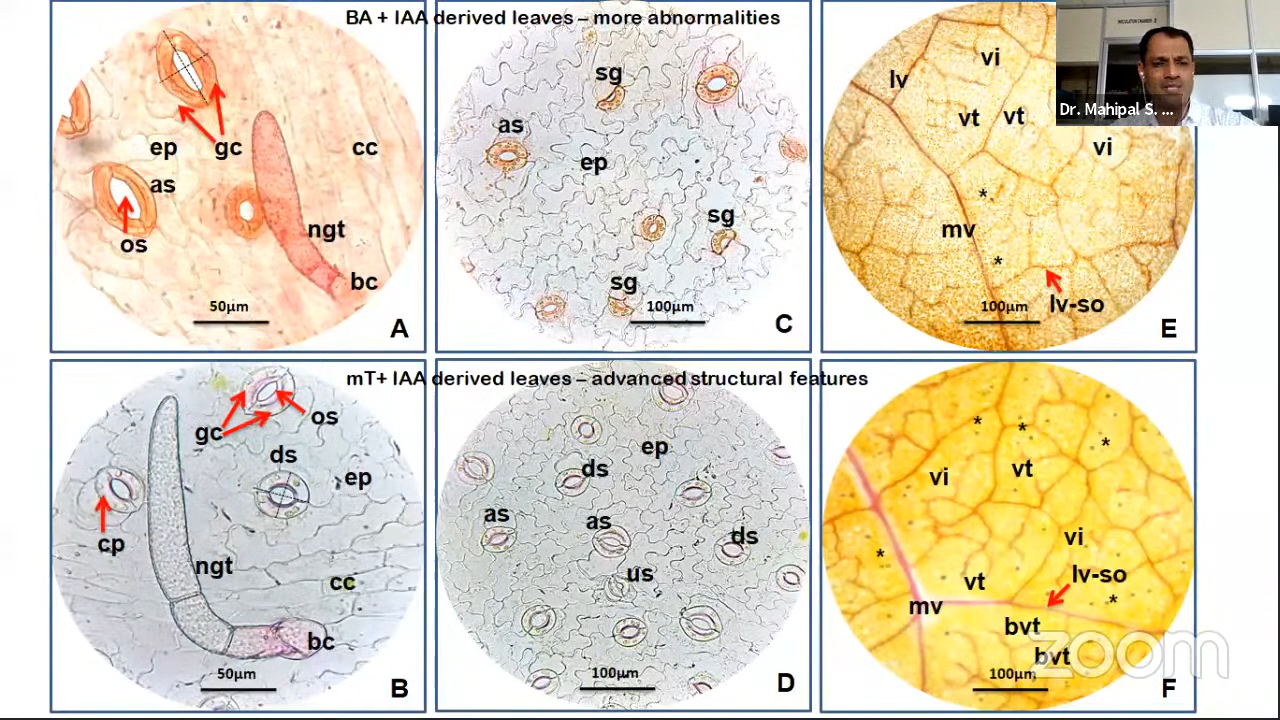 BA + IAA derived leaves – more abnormalities
INOCULATION CHAMBER - 2
Dr. Mahipal S. ...
gc
ep
as
os
cc
ngt
bc
50µm
A
sg
as
ep
sg
sg
100µm
C
vi
lv
vt
vt
vi
*
mv
*
lv-so
100µm
E
mT+ IAA derived leaves – advanced structural features
os
gc
ds
ep
cp
ngt
cc
bc
50µm
B
ep
ds
as
as
ds
us
100µm
D
*
*
*
vi
vt
vi
*
vt
lv-so
*
mv
bvt
bvt
100µm
F
zoom